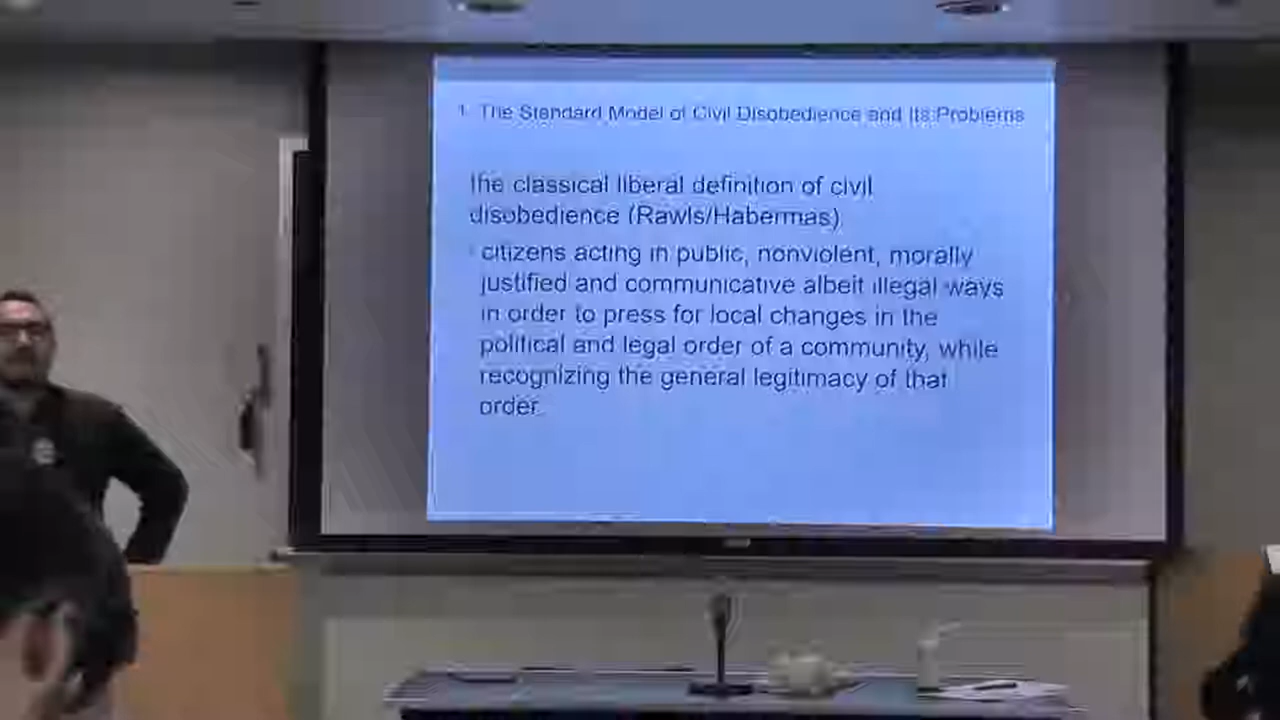 1. The Standard Model of Civil Disobedience and Its Problems
the classical liberal definition of civil
disobedience (Rawls/Habermas)
citizens acting in public, nonviolent, morally
justified and communicative albeit illegal ways
in order to press for local changes in the
political and legal order of a community, while
recognizing the general legitimacy of that
order.